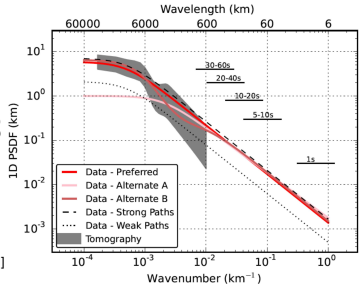 Wavelength (km)
60000 6000 600 60 6
10¹
10⁰
10⁻¹
10⁻²
10⁻³
1D PSDF (km)
30-60s
20-40s
10-20s
5-10s
1s
Data - Preferred
Data - Alternate A
Data - Alternate B
Data - Strong Paths
Data - Weak Paths
Tomography
10⁻⁴ 10⁻³ 10⁻² 10⁻¹ 10⁰
Wavenumber (km⁻¹)
]